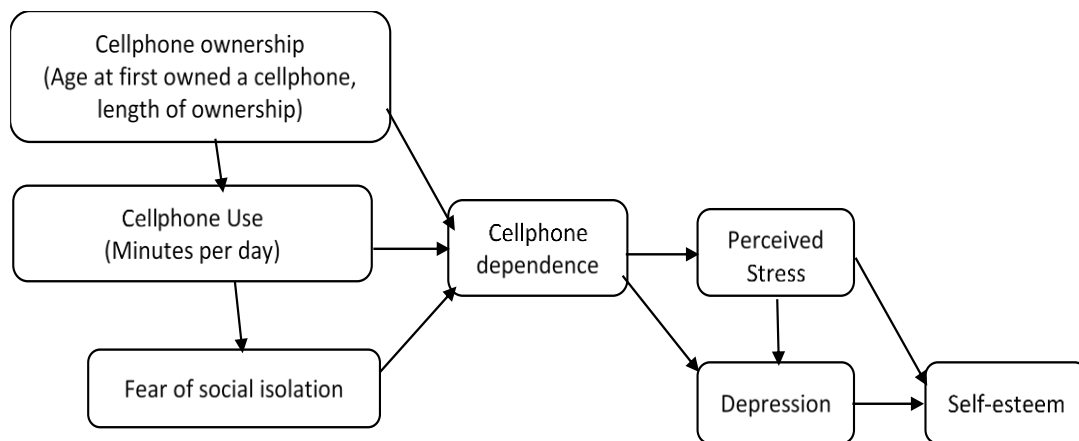 Cellphone ownership
(Age at first owned a cellphone,
length of ownership)
Cellphone Use
(Minutes per day)
Fear of social isolation
Cellphone
dependence
Perceived
Stress
Depression
Self-esteem